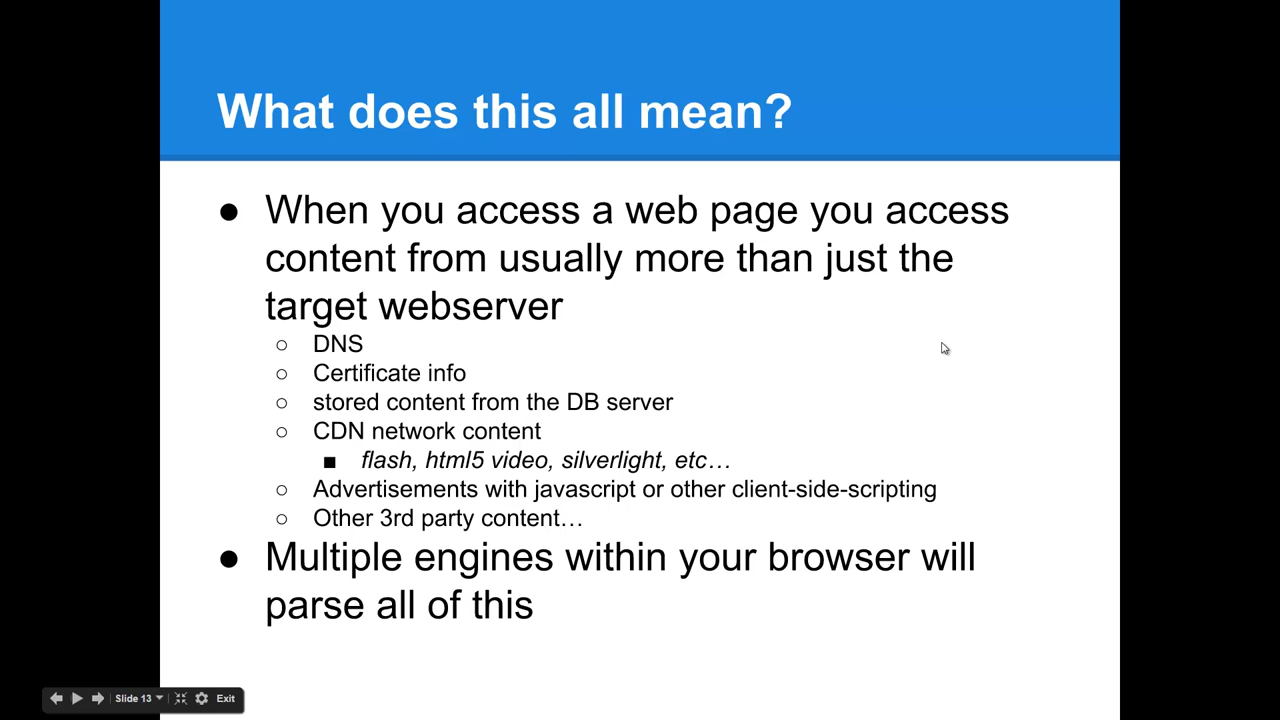 What does this all mean?
● When you access a web page you access
content from usually more than just the
target webserver
○ DNS
○ Certificate info
○ stored content from the DB server
○ CDN network content
■ flash, html5 video, silverlight, etc…
○ Advertisements with javascript or other client-side-scripting
○ Other 3rd party content…
● Multiple engines within your browser will
parse all of this
Slide 13 Exit